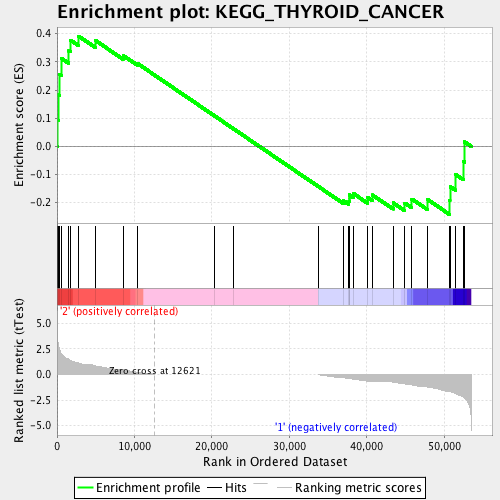 Enrichment plot: KEGG_THYROID_CANCER
Enrichment score (ES)
0.4
0.3
0.2
0.1
0.0
-0.1
-0.2
'2' (positively correlated)
Ranked list metric (tTest)
5.0
2.5
0.0
-2.5
-5.0
Zero cross at 12621
'1' (negatively correlated)
0 10,000 20,000 30,000 40,000 50,000
Rank in Ordered Dataset
Enrichment profile Hits Ranking metric scores